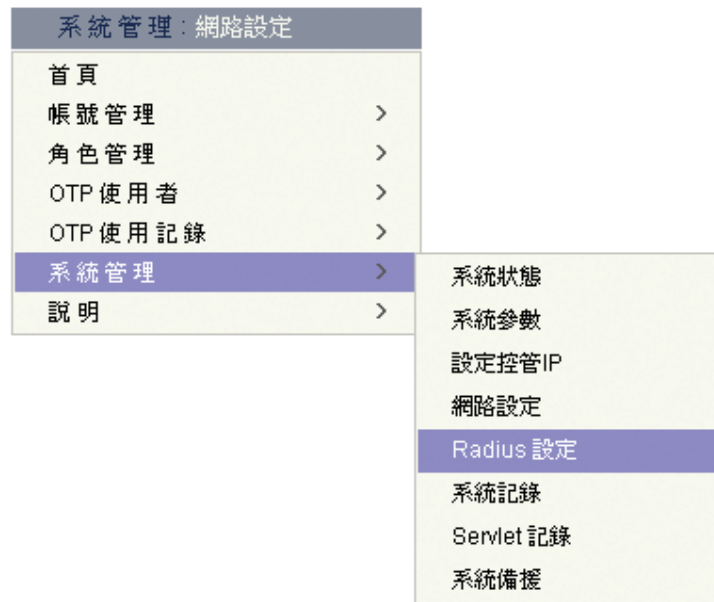 系統管理:網路設定
首頁
帳號管理 >
角色管理 >
OTP使用者 >
OTP使用記錄 >
系統管理 >
說明 >
系統狀態
系統參數
設定控管IP
網路設定
Radius 設定
系統記錄
Servlet 記錄
系統備援